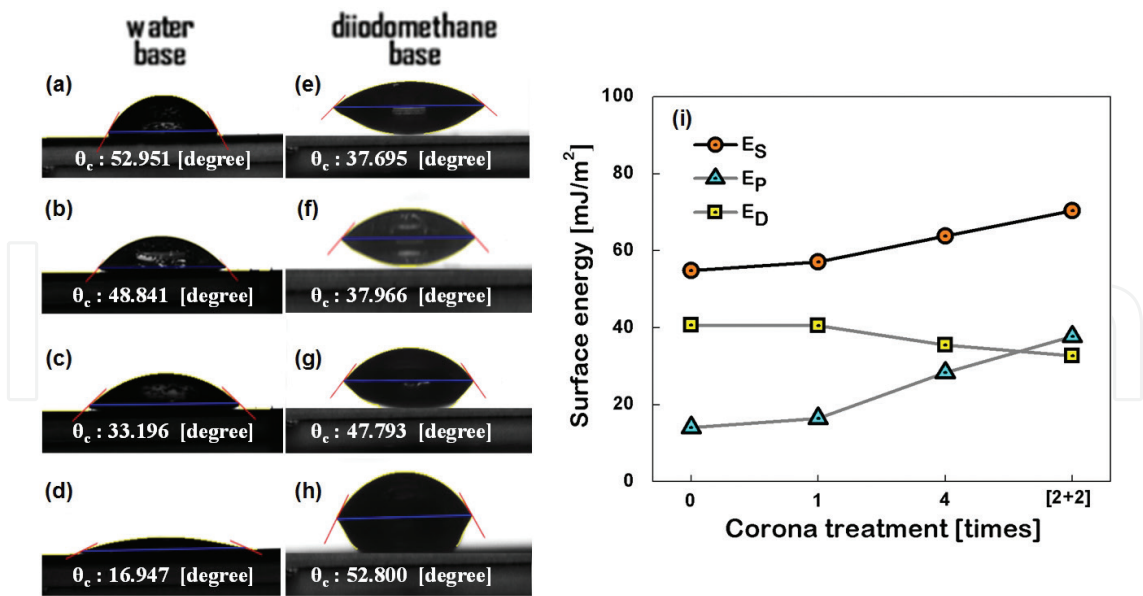 water
base
diiodomethane
base
(a)
θc : 52.951 [degree]
(e)
θc : 37.695 [degree]
(b)
θc : 48.841 [degree]
(f)
θc : 37.966 [degree]
(c)
θc : 33.196 [degree]
(g)
θc : 47.793 [degree]
(d)
θc : 16.947 [degree]
(h)
θc : 52.800 [degree]
(i)
ES
EP
ED
Surface energy [mJ/m²]
100
80
60
40
20
0
0 1 4 [2+2]
Corona treatment [times]